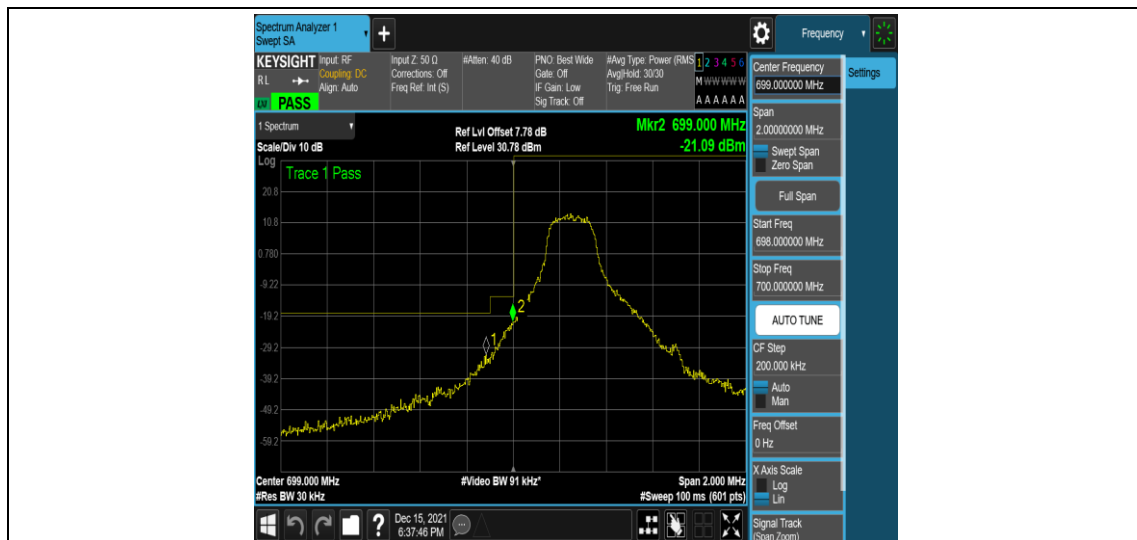 Spectrum Analyzer 1
Swept SA
Frequency
KEYSIGHT
RL
PASS
Input: RF
Coupling: DC
Align: Auto
Input Z: 50 Ω
Corrections: Off
Freq Ref: Int (S)
#Atten: 40 dB
PNO: Best Wide
Gate: Off
IF Gain: Low
Sig Track: Off
#Avg Type: Power (RMS
Avg|Hold: 30/30
Trig: Free Run
1 2 3 4 5 6
M W W W W W
A A A A A A
1 Spectrum
Scale/Div 10 dB
Ref Lvl Offset 7.78 dB
Ref Level 30.78 dBm
Mkr2 699.000 MHz
-21.09 dBm
Log
Trace 1 Pass
20.8
10.8
0.780
-9.22
-19.2
-29.2
-39.2
-49.2
-59.2
2
1
Center 699.000 MHz
#Res BW 30 kHz
#Video BW 91 kHz*
Span 2.000 MHz
#Sweep 100 ms (601 pts)
Dec 15, 2021
6:37:46 PM
Center Frequency
699.000000 MHz
Settings
Span
2.00000000 MHz
Swept Span
Zero Span
Full Span
Start Freq
698.000000 MHz
Stop Freq
700.000000 MHz
AUTO TUNE
CF Step
200.000 kHz
Auto
Man
Freq Offset
0 Hz
X Axis Scale
Log
Lin
Signal Track
(Span Zoom)